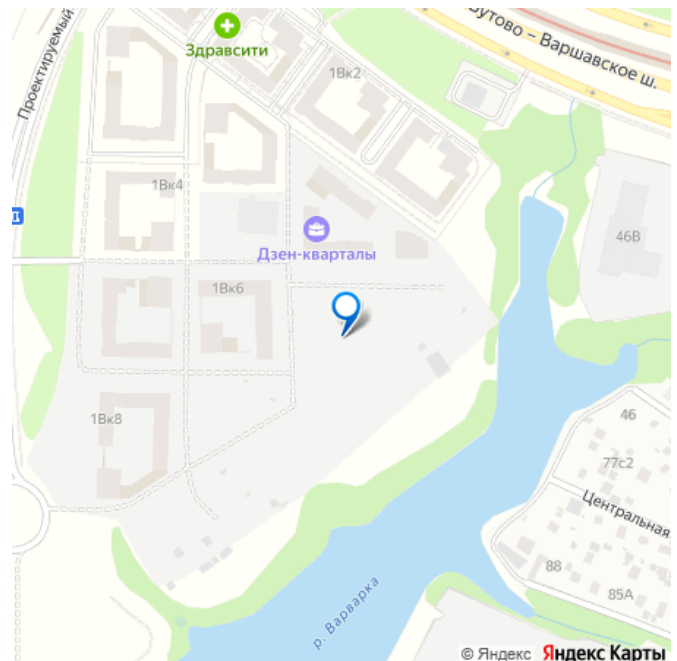 Проектируемый
Здравсити
Бутово – Варшавское ш.
1Вк2
1Вк4
46В
Дзен-кварталы
1Вк6
46
1Вк8
77с2
Центральная
88
85А
р. Варварка
© Яндекс Яндекс Карты